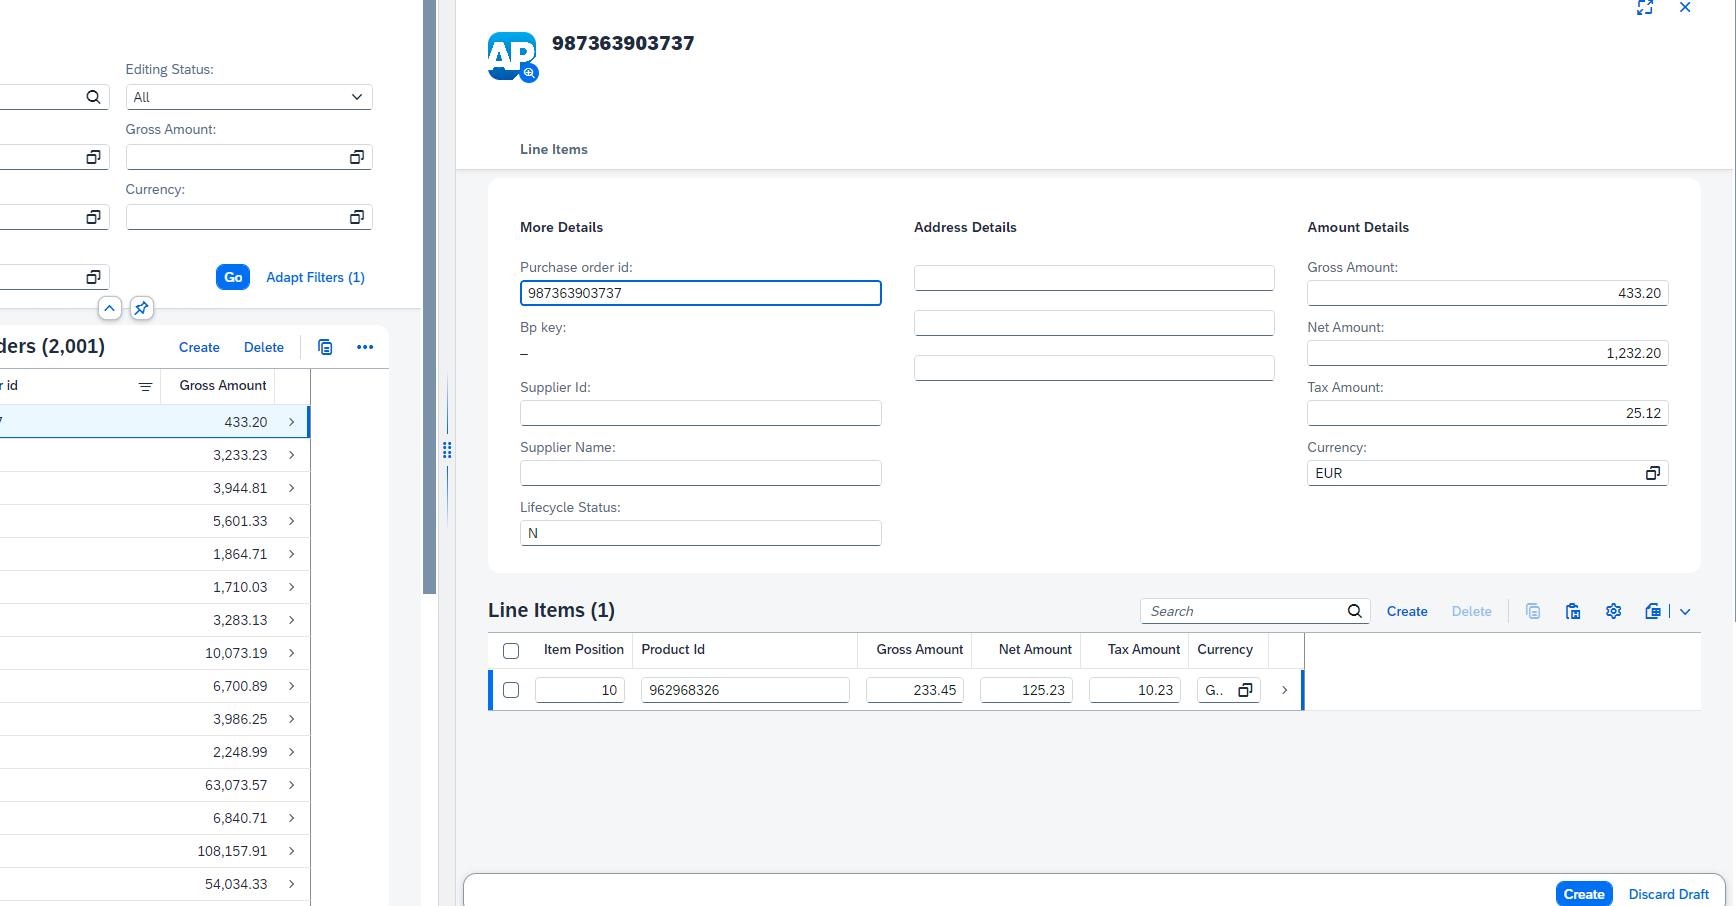 Editing Status:
All
Gross Amount:
Currency:
Go
Adapt Filters (1)
ders (2,001)
Create
Delete
r id
Gross Amount
433.20
3,233.23
3,944.81
5,601.33
1,864.71
1,710.03
3,283.13
10,073.19
6,700.89
3,986.25
2,248.99
63,073.57
6,840.71
108,157.91
54,034.33
AP
987363903737
Line Items
More Details
Purchase order id:
987363903737
Bp key:
–
Supplier Id:
Supplier Name:
Lifecycle Status:
N
Address Details
Amount Details
Gross Amount:
433.20
Net Amount:
1,232.20
Tax Amount:
25.12
Currency:
EUR
Line Items (1)
Search
Create
Delete
Item Position Product Id Gross Amount Net Amount Tax Amount Currency
10 962968326 233.45 125.23 10.23 G..
Create
Discard Draft